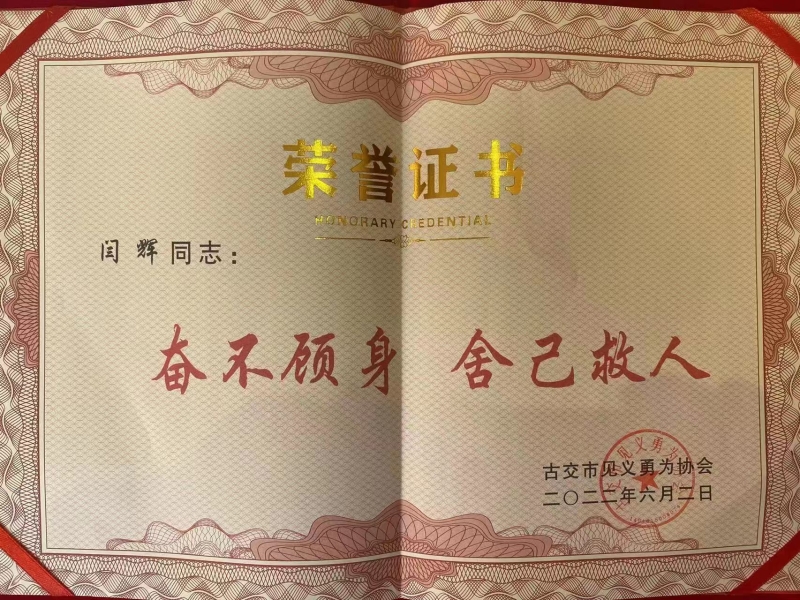 荣誉证书
HONORARY CREDENTIAL
闫辉同志：
奋不顾身 舍己救人
古交市见义勇为协会
二〇二二年六月二日